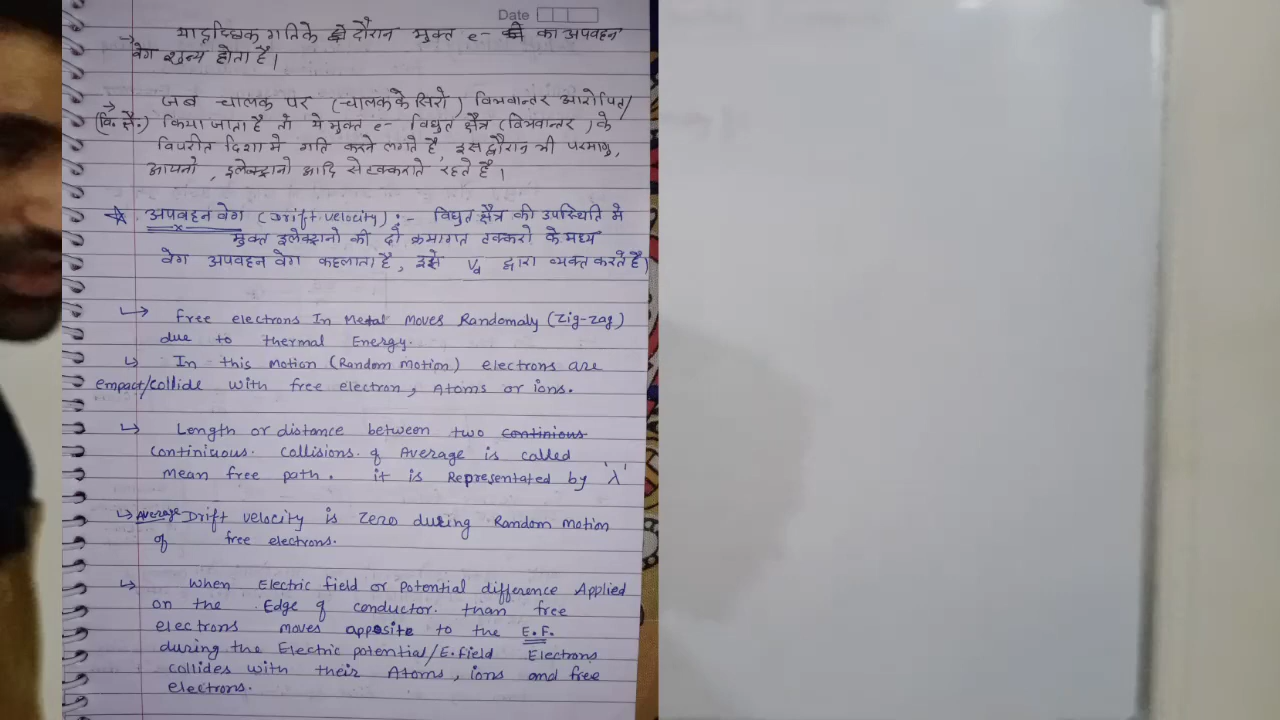 Date
→ यादृच्छिक गति के दौरान मुक्त e- का अपवहन
वेग शून्य होता है।
→ जब चालक पर (चालक के सिरो) विभवान्तर आरोपित/
(वि. क्षै.) किया जाता है तो ये मुक्त e- विधुत क्षैत्र (विभवान्तर) के
विपरीत दिशा मे गति करने लगते है, इस दौरान भी परमाणु,
आयनो, इलेक्ट्रानो आदि से टकराते रहते है।
☆ अपवहन वेग (Drift velocity) :- विधुत क्षैत्र की उपस्थिति मे
मुक्त इलेक्ट्रानो की दो क्रमागत टक्करो के मध्य
वेग अपवहन वेग कहलाता है, इसे Vd द्वारा व्यक्त करते है।
↳ Free electrons In Metal Moves Randomaly (Zig-zag)
due to thermal Energy.
↳ In this Motion (Random Motion) electrons are
empact/collide with free electron, Atoms or ions.
↳ Length or distance between two continious
continiuous. collisions of Average is called
mean free path. it is Representated by 'λ'
↳ Average Drift velocity is Zero during Random Motion
of free electrons.
↳ When Electric field or Potential difference Applied
on the Edge of conductor. than free
electrons moves apposite to the E.F.
during the Electric potential/E.field Electrons
collides with their Atoms, ions and free
electrons.